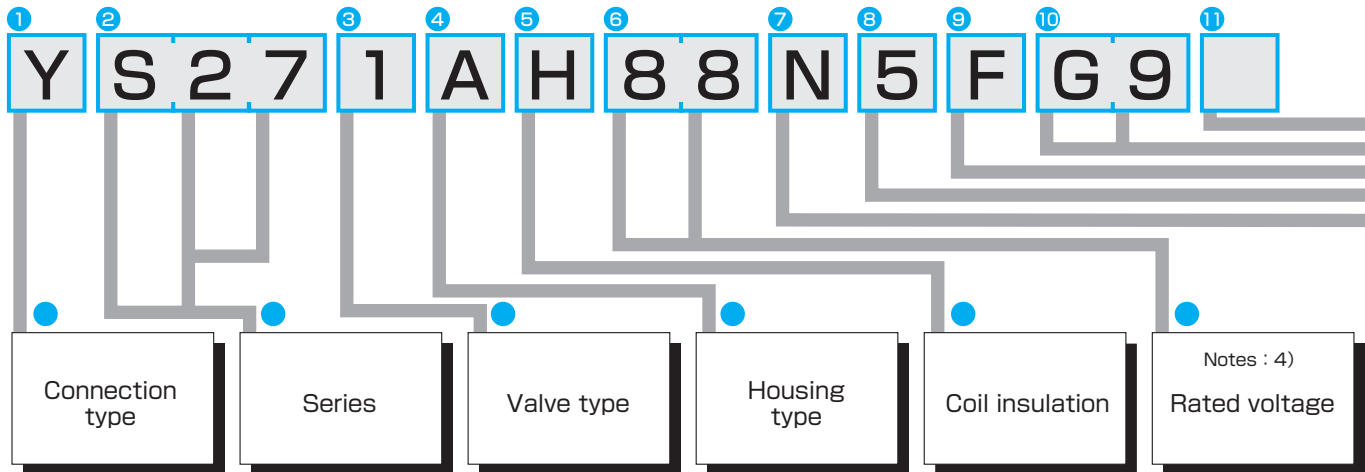 1 2 3 4 5 6 7 8 9 10 11
Y S 2 7 1 A H 8 8 N 5 F G 9
Connection
type
Series
Valve type
Housing
type
Coil insulation
Notes : 4)
Rated voltage